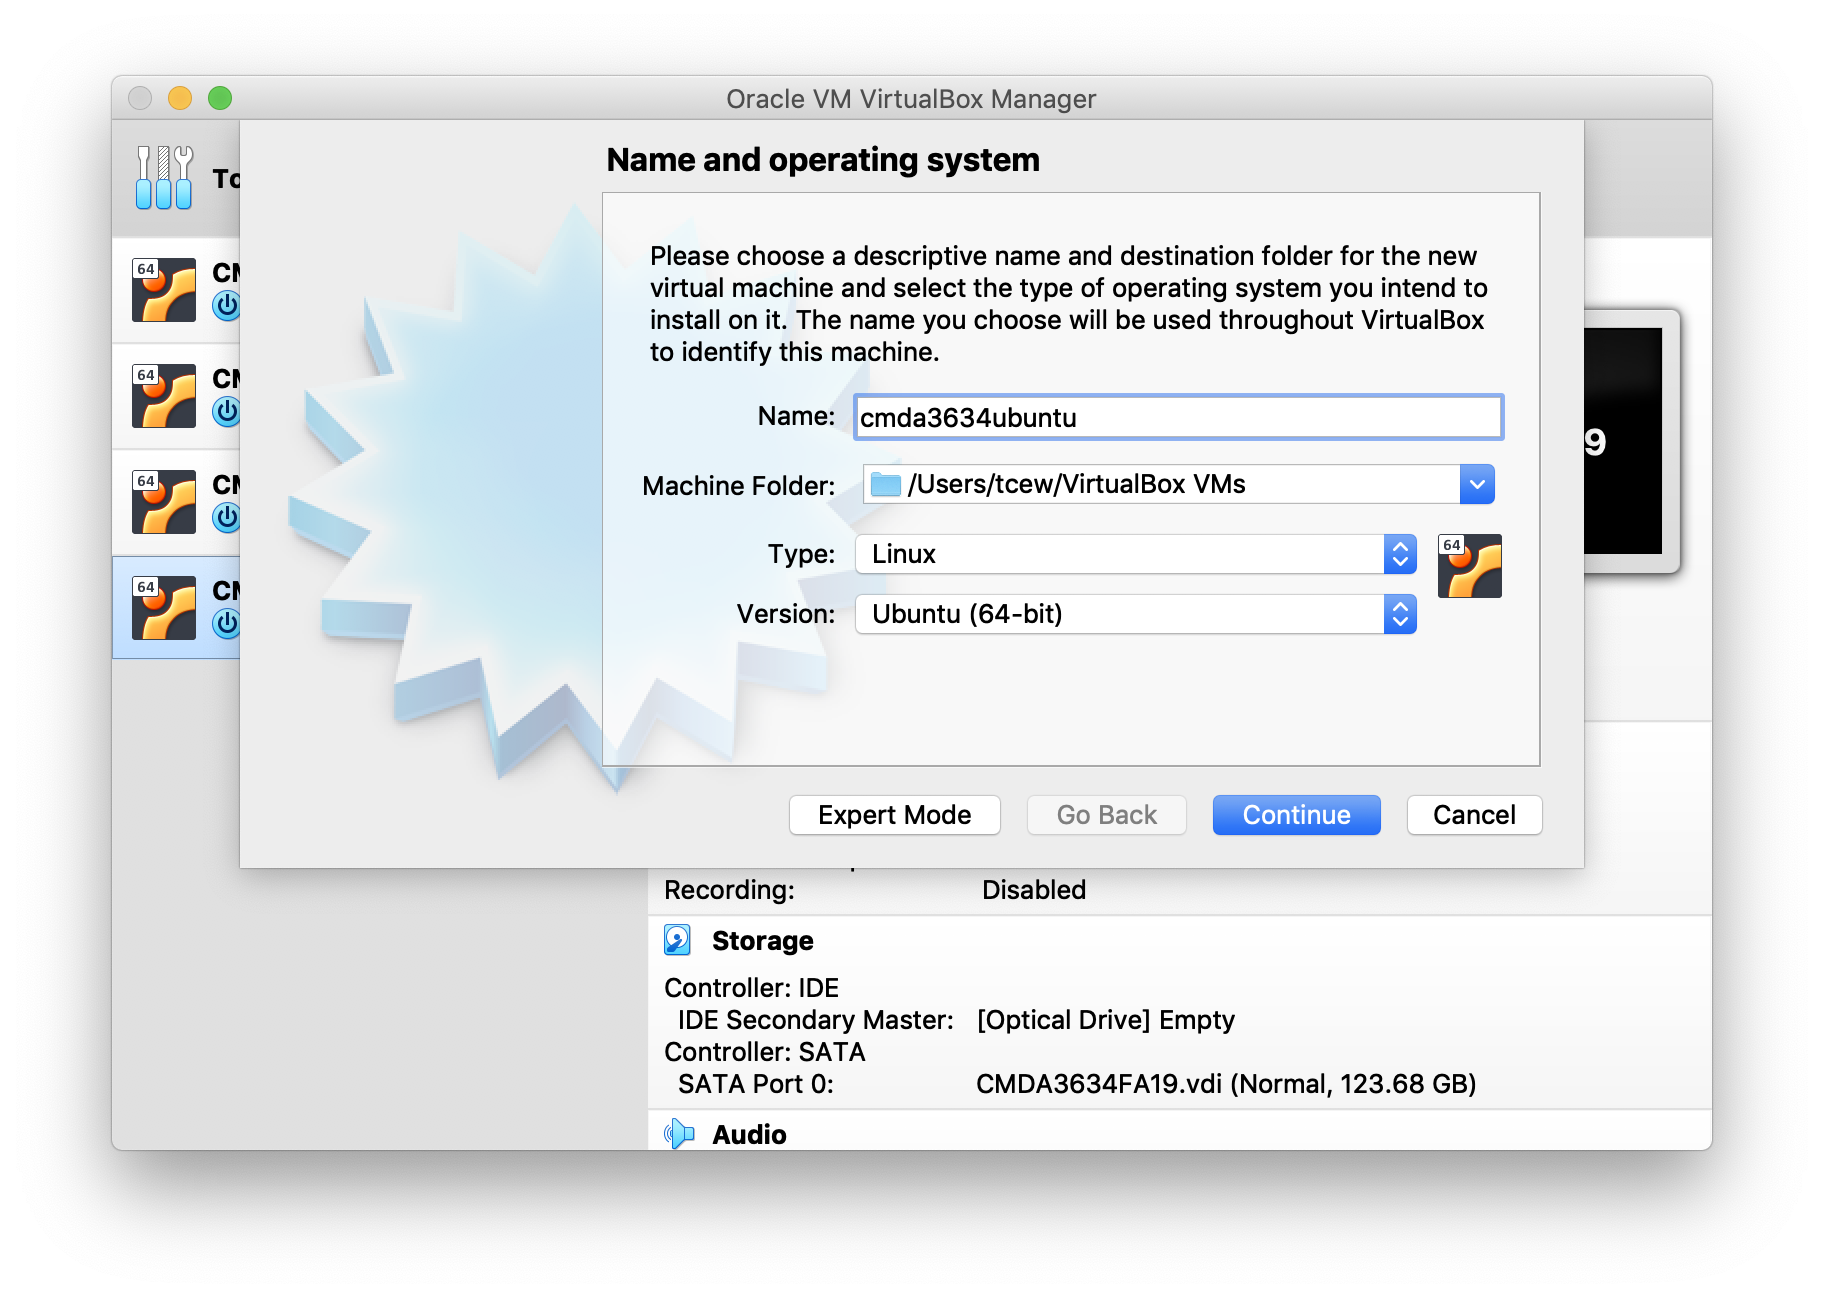 Oracle VM VirtualBox Manager
Name and operating system
Please choose a descriptive name and destination folder for the new
virtual machine and select the type of operating system you intend to
install on it. The name you choose will be used throughout VirtualBox
to identify this machine.
Name: cmda3634ubuntu
Machine Folder: /Users/tcew/VirtualBox VMs
Type: Linux
64
Version: Ubuntu (64-bit)
Expert Mode Go Back Continue Cancel
64
64
64
64
9
Recording: Disabled
Storage
Controller: IDE
IDE Secondary Master: [Optical Drive] Empty
Controller: SATA
SATA Port 0: CMDA3634FA19.vdi (Normal, 123.68 GB)
Audio